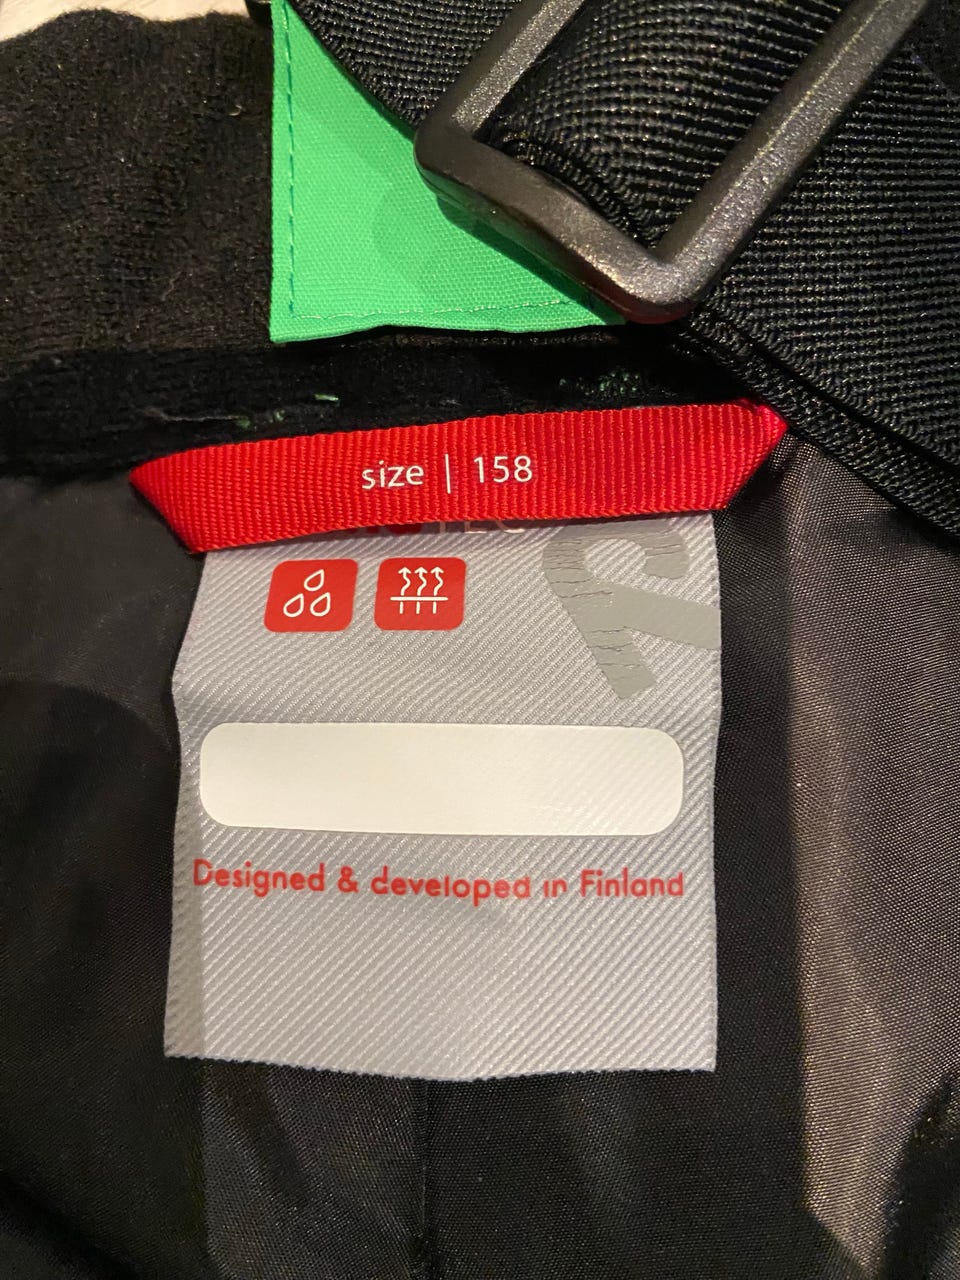 size | 158
Designed & developed in Finland